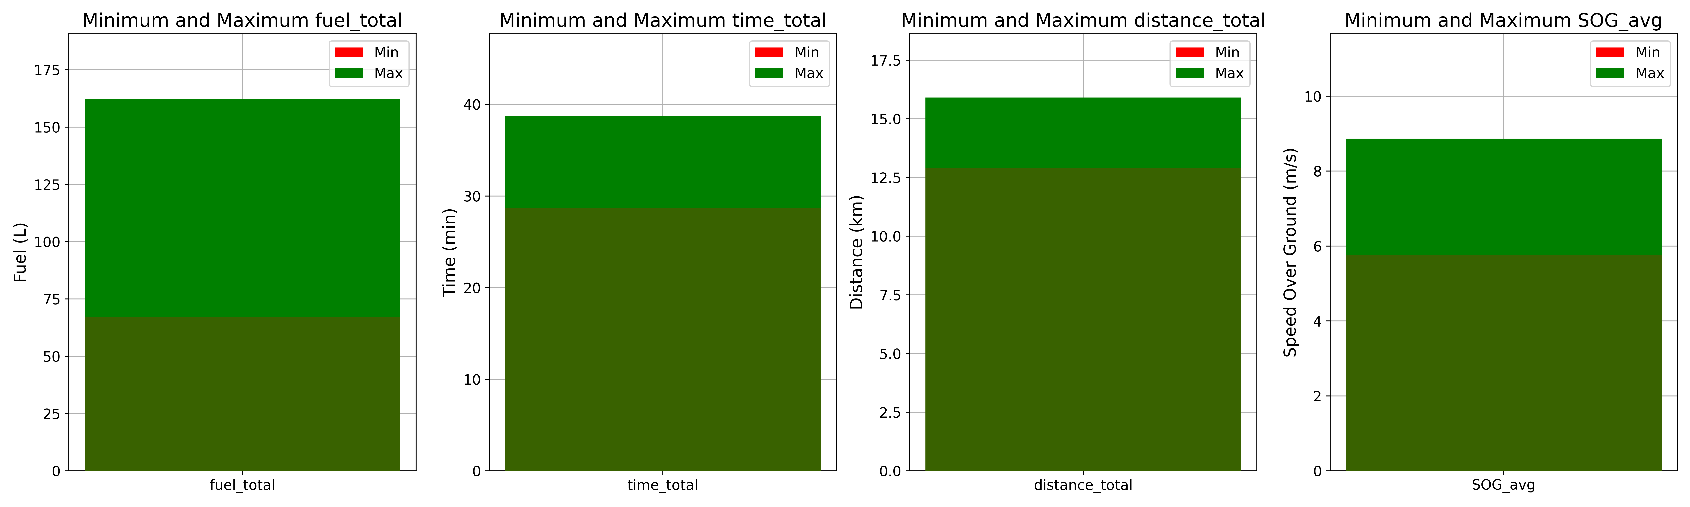 Minimum and Maximum fuel_total
Min
Max
175
150
125
100
75
50
25
0
Fuel (L)
fuel_total
Minimum and Maximum time_total
Min
Max
40
30
20
10
0
Time (min)
time_total
Minimum and Maximum distance_total
Min
Max
17.5
15.0
12.5
10.0
7.5
5.0
2.5
0.0
Distance (km)
distance_total
Minimum and Maximum SOG_avg
Min
Max
10
8
6
4
2
0
Speed Over Ground (m/s)
SOG_avg